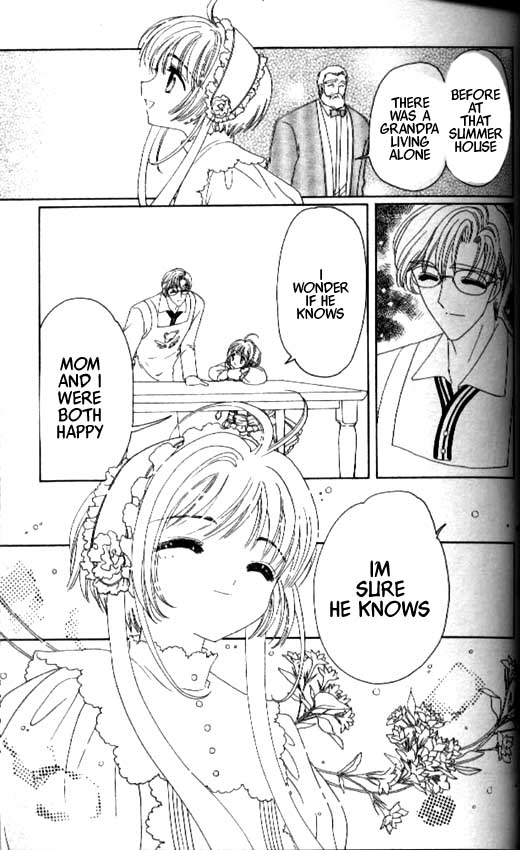 BEFORE
AT
THAT
SUMMER
HOUSE
THERE
WAS A
GRANDPA
LIVING
ALONE
I
WONDER
IF HE
KNOWS
MOM
AND I
WERE
BOTH
HAPPY
I'M
SURE
HE KNOWS